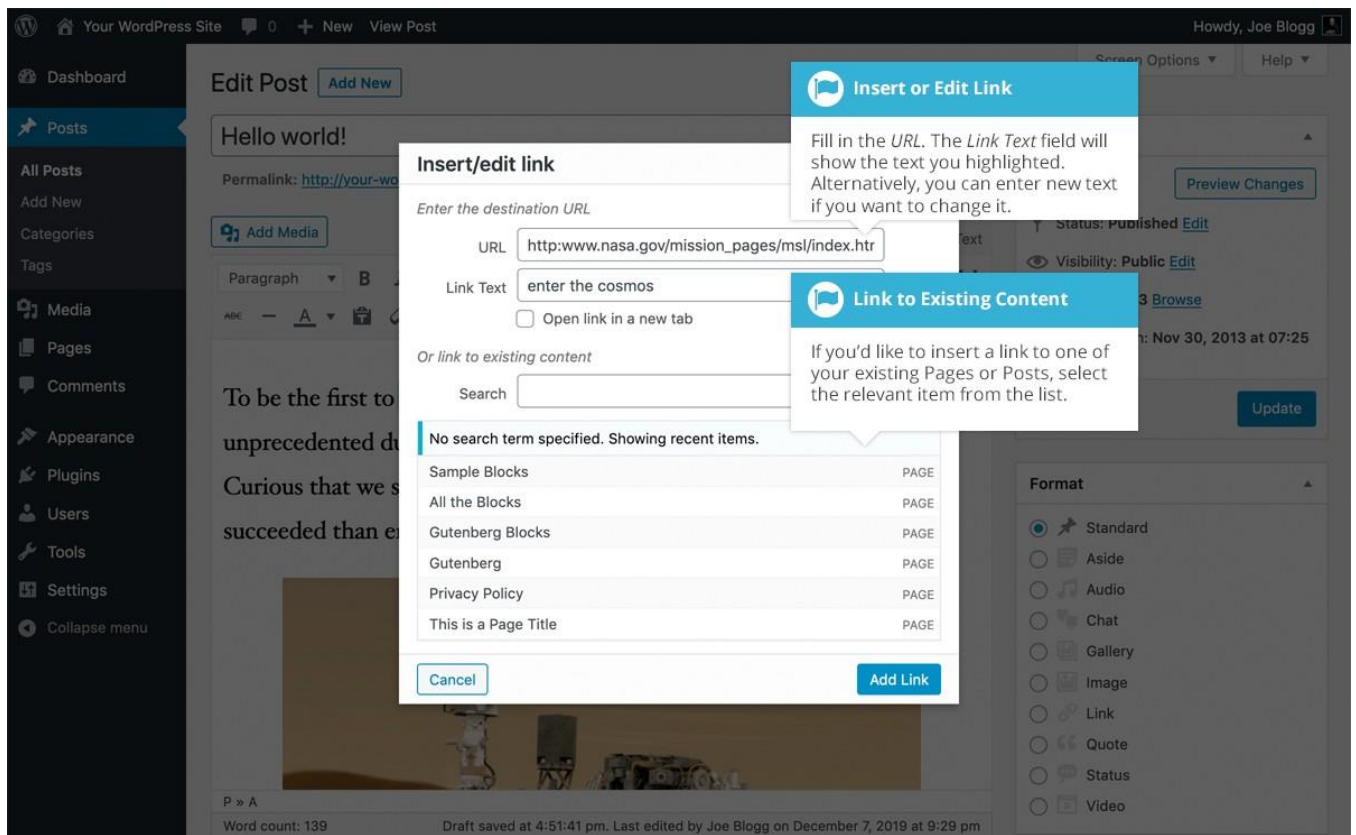 Your WordPress Site 0 + New View Post
Howdy, Joe Blogg
Dashboard
Posts
All Posts
Add New
Categories
Tags
Media
Pages
Comments
Appearance
Plugins
Users
Tools
Settings
Collapse menu
Screen Options
Help
Edit Post
Add New
Hello world!
Permalink: http://your-wo
Add Media
Text
Paragraph
B
ABC
A
To be the first to
unprecedented du
Curious that we s
succeeded than e
P » A
Word count: 139
Draft saved at 4:51:41 pm. Last edited by Joe Blogg on December 7, 2019 at 9:29 pm
Insert/edit link
Enter the destination URL
URL
http:www.nasa.gov/mission_pages/msl/index.htr
Link Text
enter the cosmos
Open link in a new tab
Or link to existing content
Search
No search term specified. Showing recent items.
Sample Blocks PAGE
All the Blocks PAGE
Gutenberg Blocks PAGE
Gutenberg PAGE
Privacy Policy PAGE
This is a Page Title PAGE
Cancel
Add Link
Insert or Edit Link
Fill in the URL. The Link Text field will
show the text you highlighted.
Alternatively, you can enter new text
if you want to change it.
Link to Existing Content
If you’d like to insert a link to one of
your existing Pages or Posts, select
the relevant item from the list.
Preview Changes
Status: Published Edit
Visibility: Public Edit
3 Browse
Nov 30, 2013 at 07:25
Update
Format
Standard
Aside
Audio
Chat
Gallery
Image
Link
Quote
Status
Video